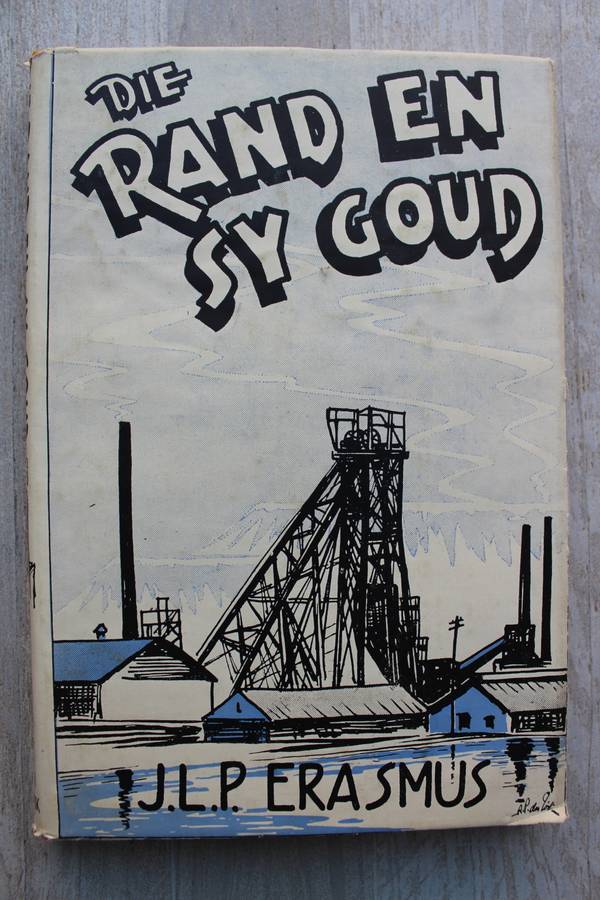 DIE
RAND EN
SY GOUD
J.L.P. ERASMUS